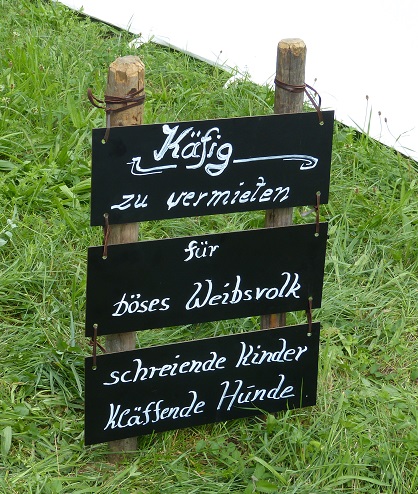 Käfig
zu vermieten
für
böses Weibsvolk
schreiende Kinder
Kläffende Hunde